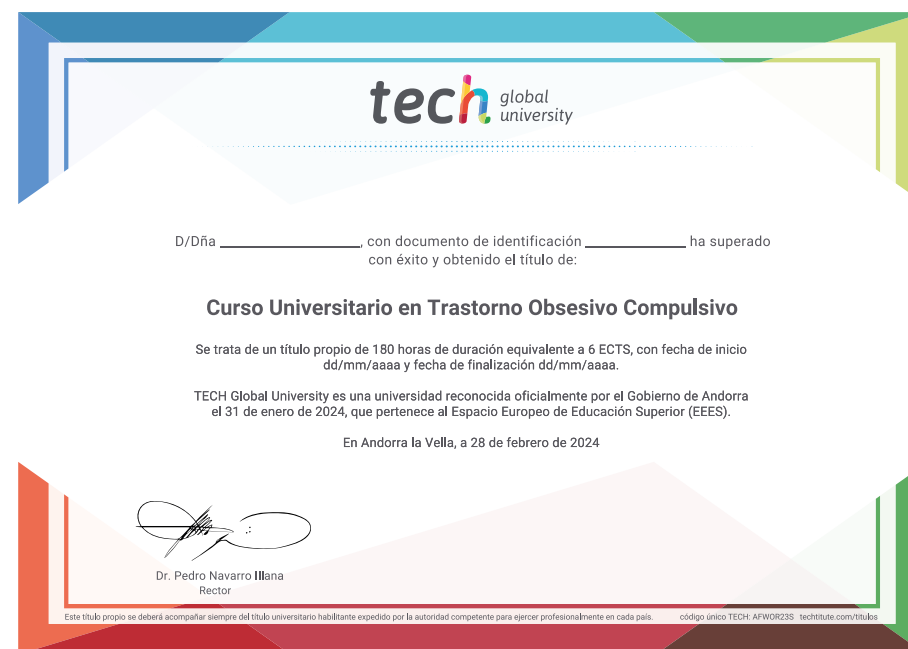 tech global university
D/Dña ____________________, con documento de identificación ______________ ha superado
con éxito y obtenido el título de:
Curso Universitario en Trastorno Obsesivo Compulsivo
Se trata de un título propio de 180 horas de duración equivalente a 6 ECTS, con fecha de inicio
dd/mm/aaaa y fecha de finalización dd/mm/aaaa.
TECH Global University es una universidad reconocida oficialmente por el Gobierno de Andorra
el 31 de enero de 2024, que pertenece al Espacio Europeo de Educación Superior (EEES).
En Andorra la Vella, a 28 de febrero de 2024
Dr. Pedro Navarro Illana
Rector
Este título propio se deberá acompañar siempre del título universitario habilitante expedido por la autoridad competente para ejercer profesionalmente en cada país. código único TECH: AFWOR23S techtitute.com/titulos